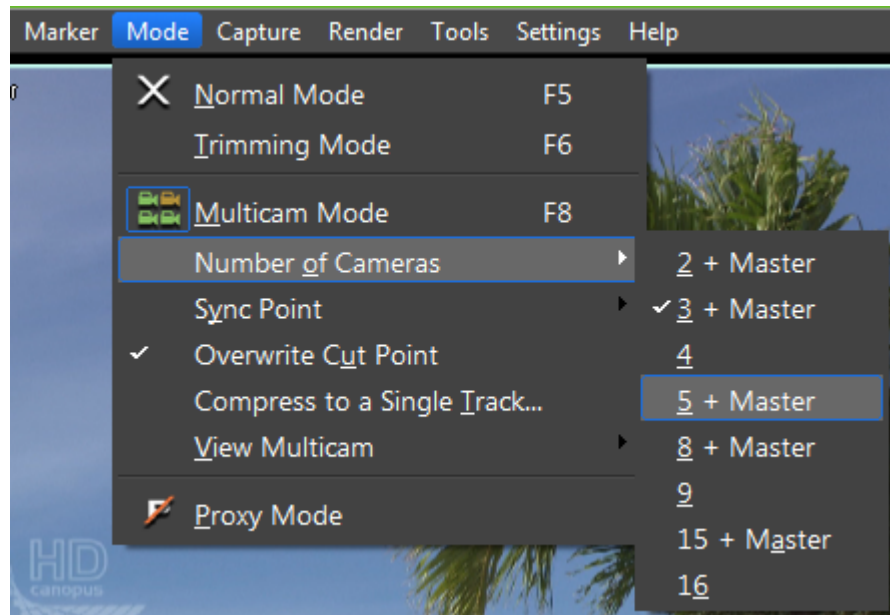 Marker Mode Capture Render Tools Settings Help
Normal Mode F5
Trimming Mode F6
Multicam Mode F8
Number of Cameras
Sync Point
Overwrite Cut Point
Compress to a Single Track...
View Multicam
Proxy Mode
2 + Master
3 + Master
4
5 + Master
8 + Master
9
15 + Master
16
HD
canopus